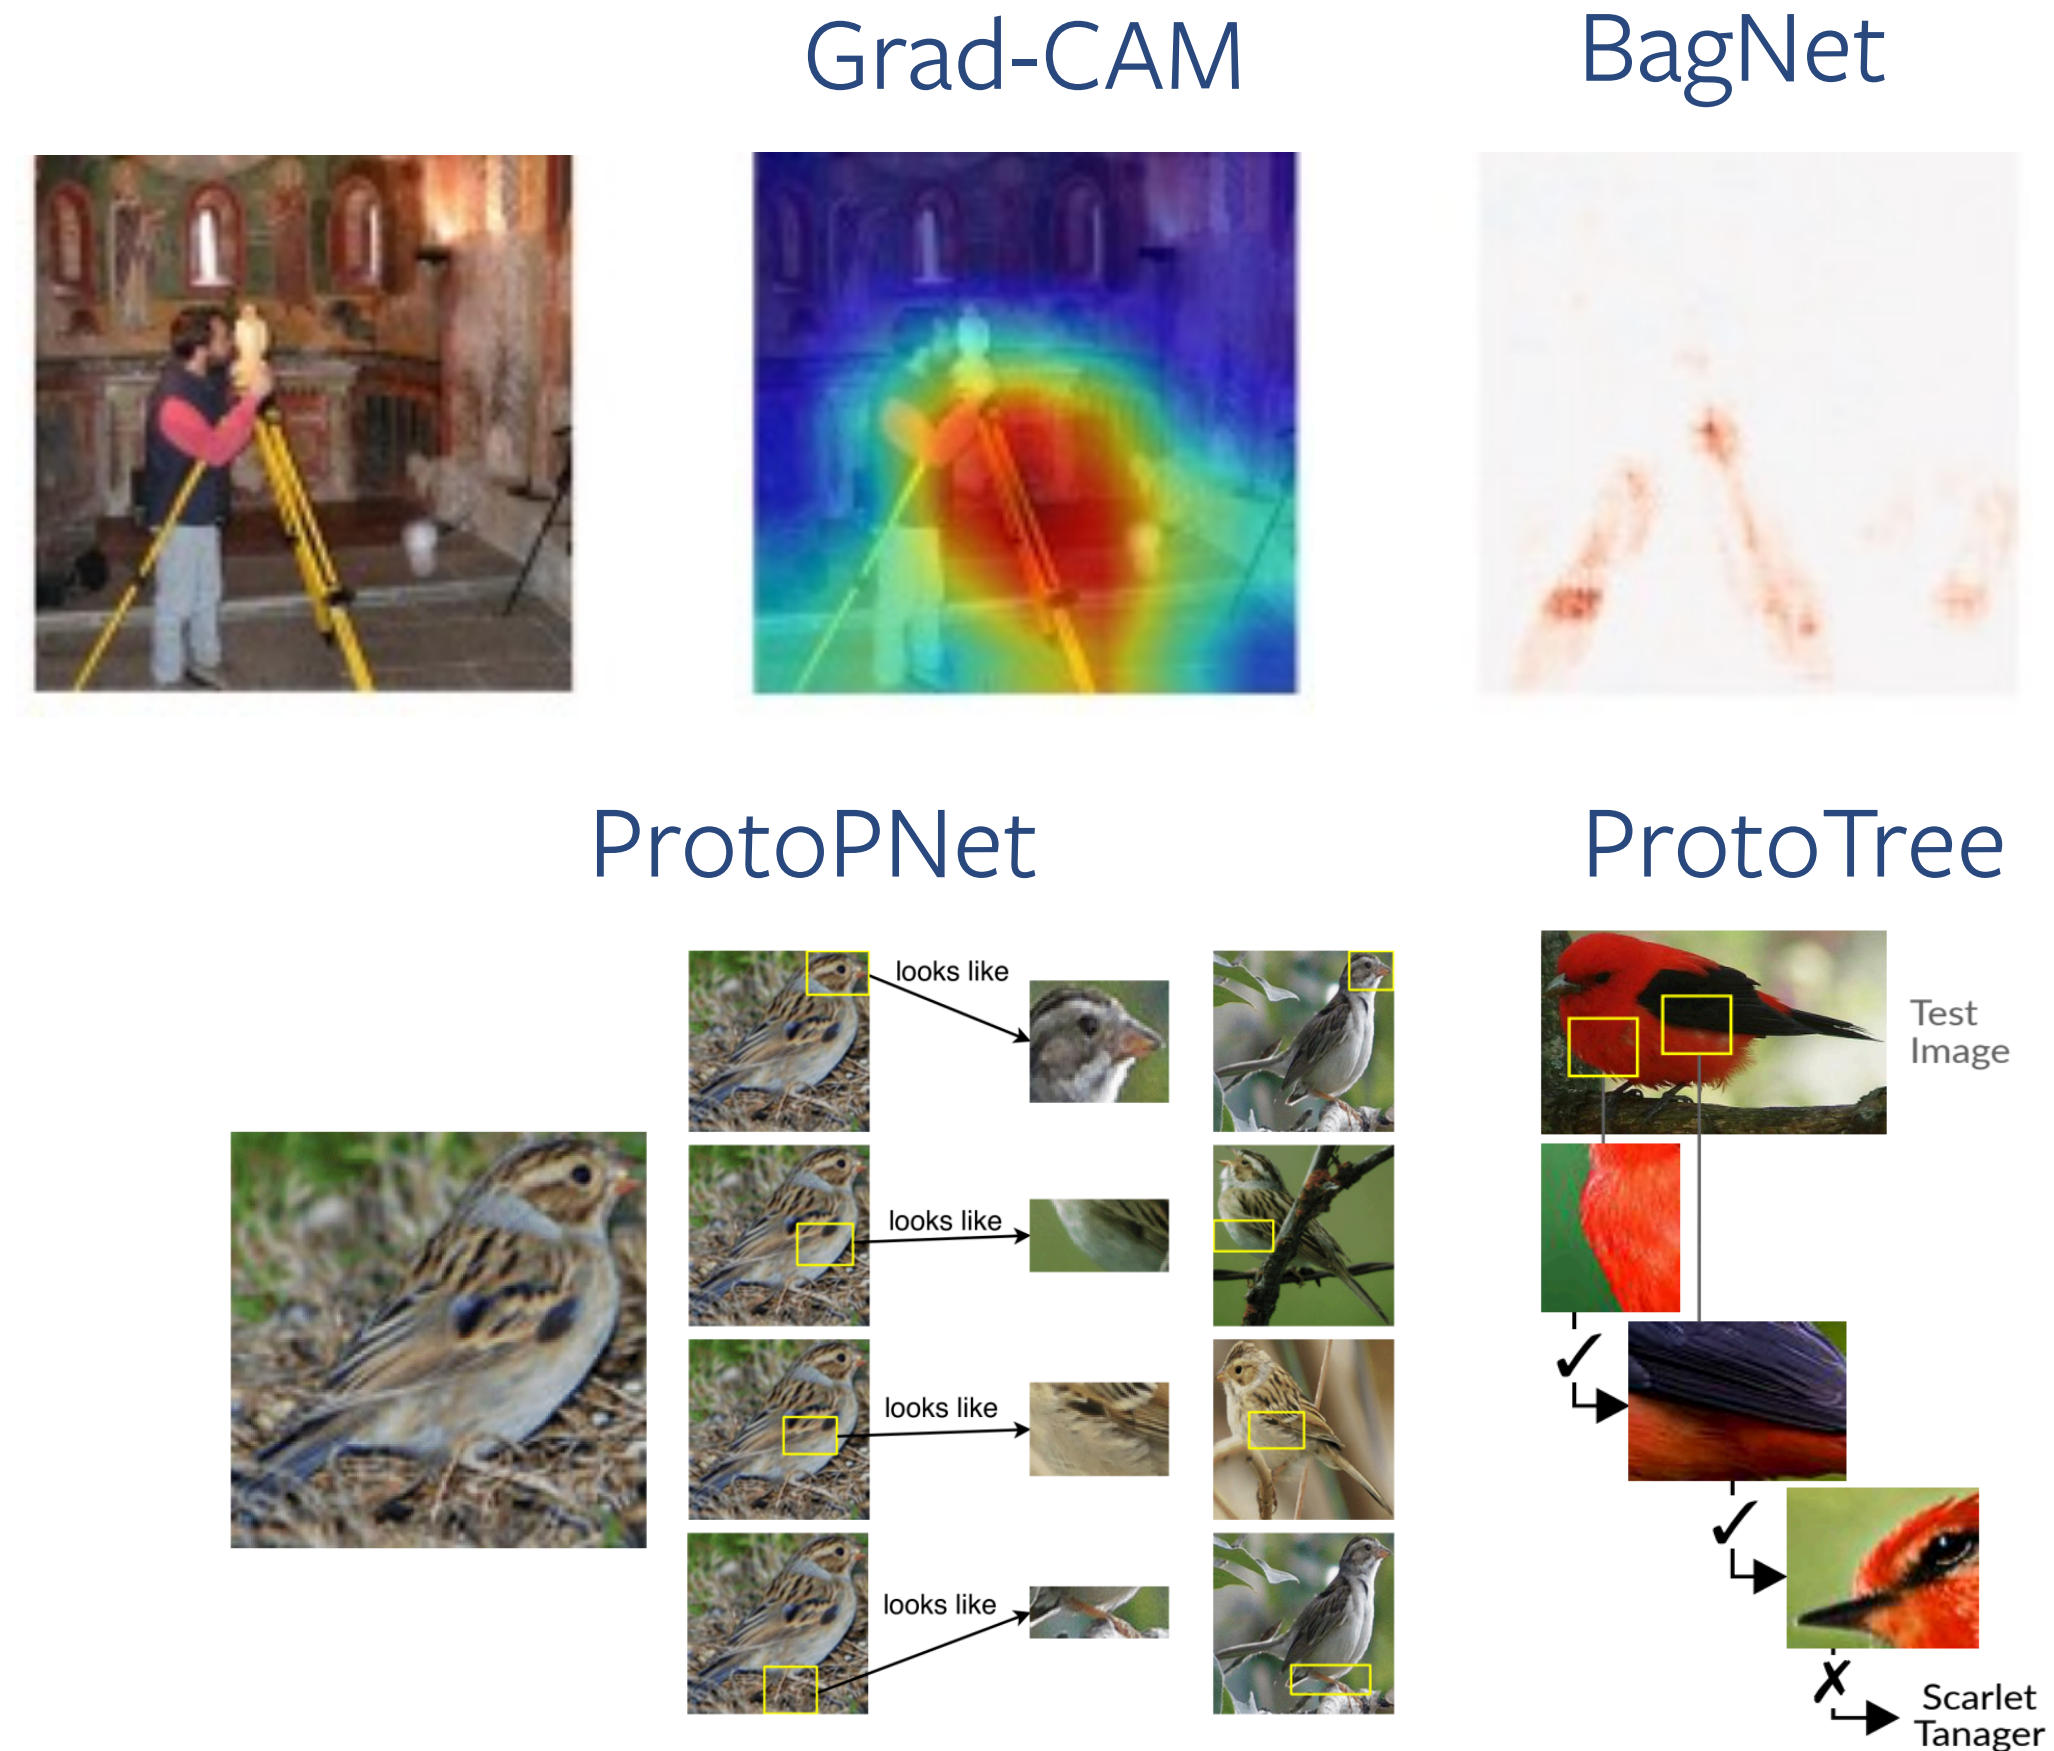 Grad-CAM
BagNet
ProtoPNet
ProtoTree
looks like
looks like
looks like
looks like
Test
Image
Scarlet
Tanager